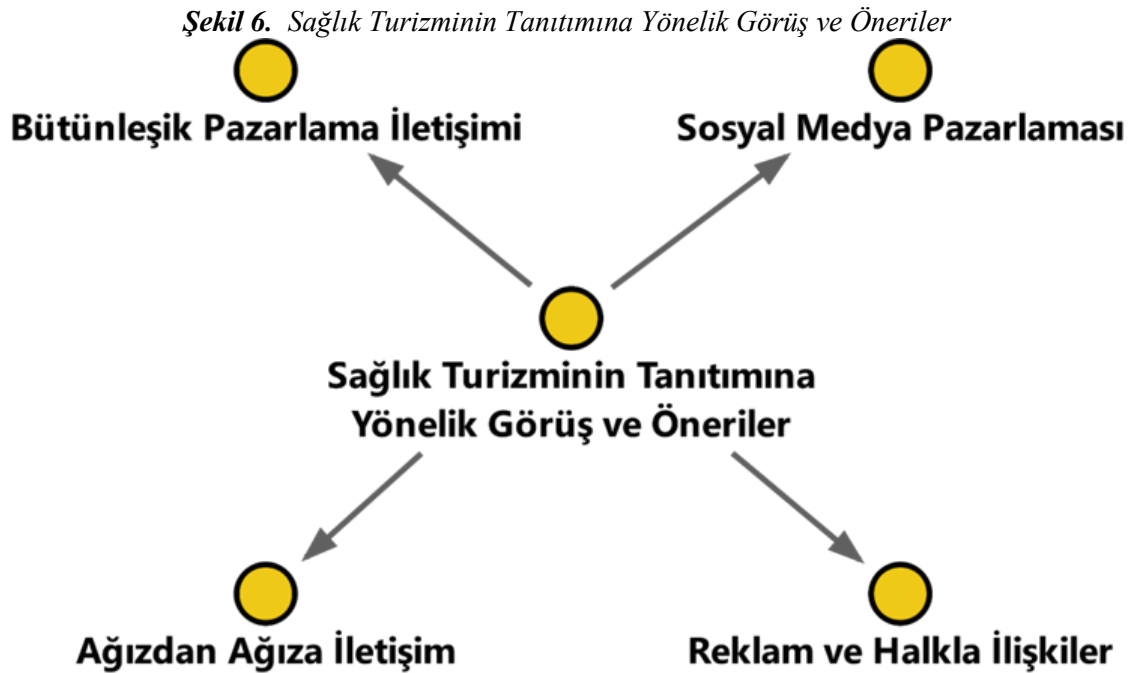 Şekil 6. Sağlık Turizminin Tanıtımına Yönelik Görüş ve Öneriler
Bütünleşik Pazarlama İletişimi
Sosyal Medya Pazarlaması
Sağlık Turizminin Tanıtımına
Yönelik Görüş ve Öneriler
Ağızdan Ağıza İletişim
Reklam ve Halkla İlişkiler